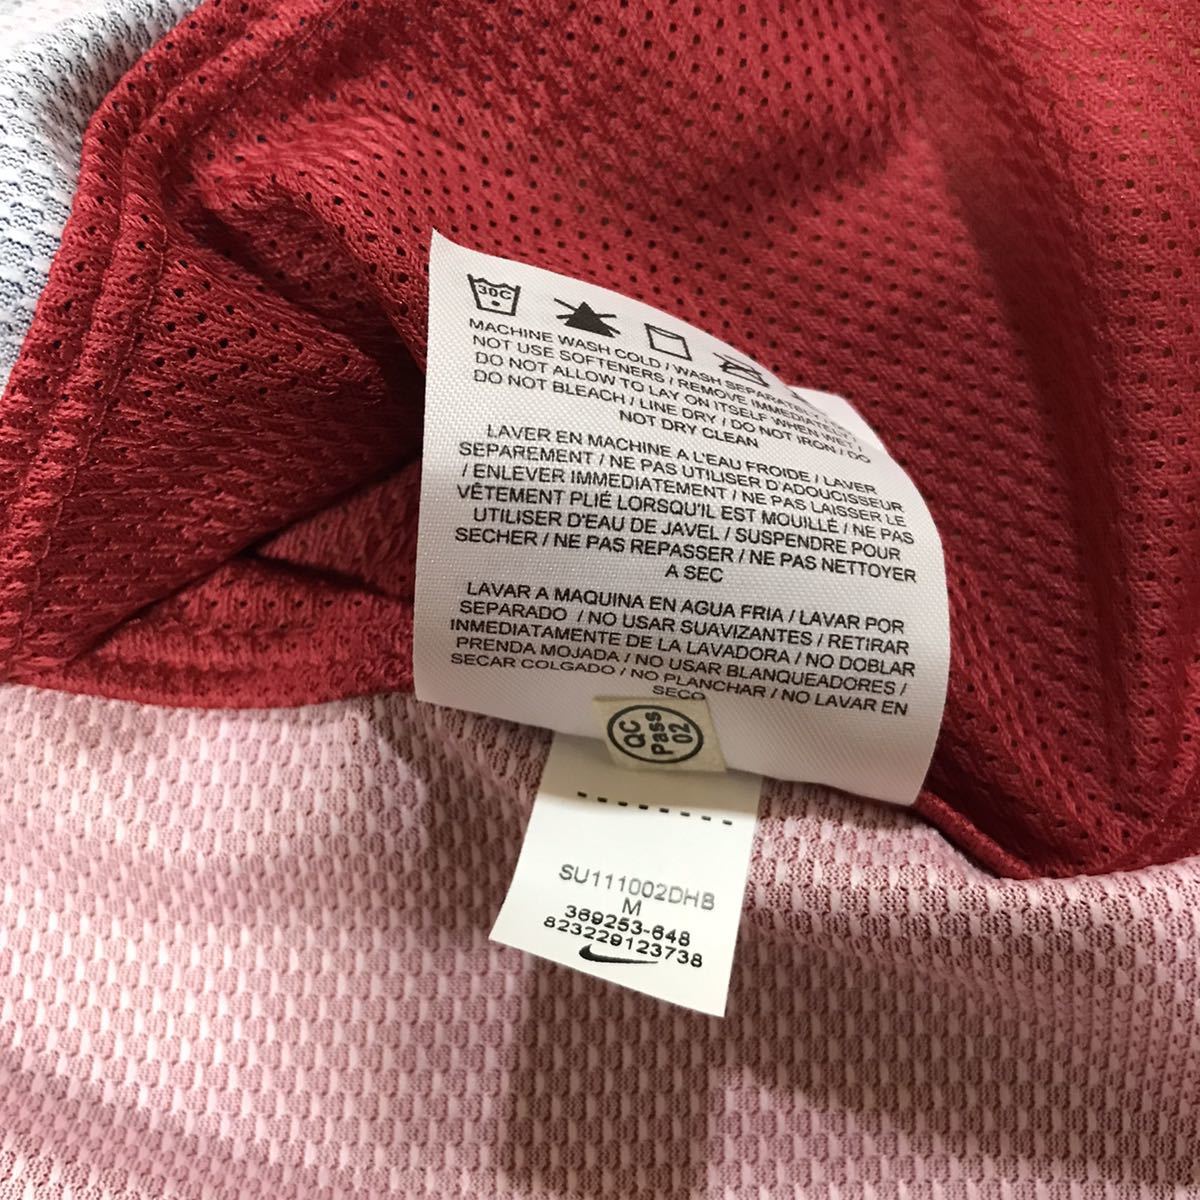 30C
MACHINE WASH COLD / WASH SEPARATELY /
NOT USE SOFTENERS / REMOVE IMMEDIATELY /
DO NOT ALLOW TO LAY ON ITSELF WHEN WET /
DO NOT BLEACH / LINE DRY / DO NOT IRON / DO
NOT DRY CLEAN
LAVER EN MACHINE A L'EAU FROIDE / LAVER
SEPAREMENT / NE PAS UTILISER D'ADOUCISSEUR
/ ENLEVER IMMEDIATEMENT / NE PAS LAISSER LE
VÊTEMENT PLIÉ LORSQU'IL EST MOUILLÉ / NE PAS
UTILISER D'EAU DE JAVEL / SUSPENDRE POUR
SECHER / NE PAS REPASSER / NE PAS NETTOYER
A SEC
LAVAR A MAQUINA EN AGUA FRIA / LAVAR POR
SEPARADO / NO USAR SUAVIZANTES / RETIRAR
INMEDIATAMENTE DE LA LAVADORA / NO DOBLAR
PRENDA MOJADA / NO USAR BLANQUEADORES /
SECAR COLGADO / NO PLANCHAR / NO LAVAR EN
SECO
QC
Pass
02
SU111002DHB
M
369253-648
823229123738